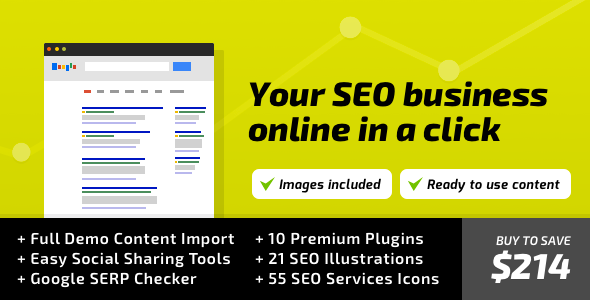 Your SEO business
online in a click
Images included
Ready to use content
+ Full Demo Content Import
+ Easy Social Sharing Tools
+ Google SERP Checker
+ 10 Premium Plugins
+ 21 SEO Illustrations
+ 55 SEO Services Icons
BUY TO SAVE
$214